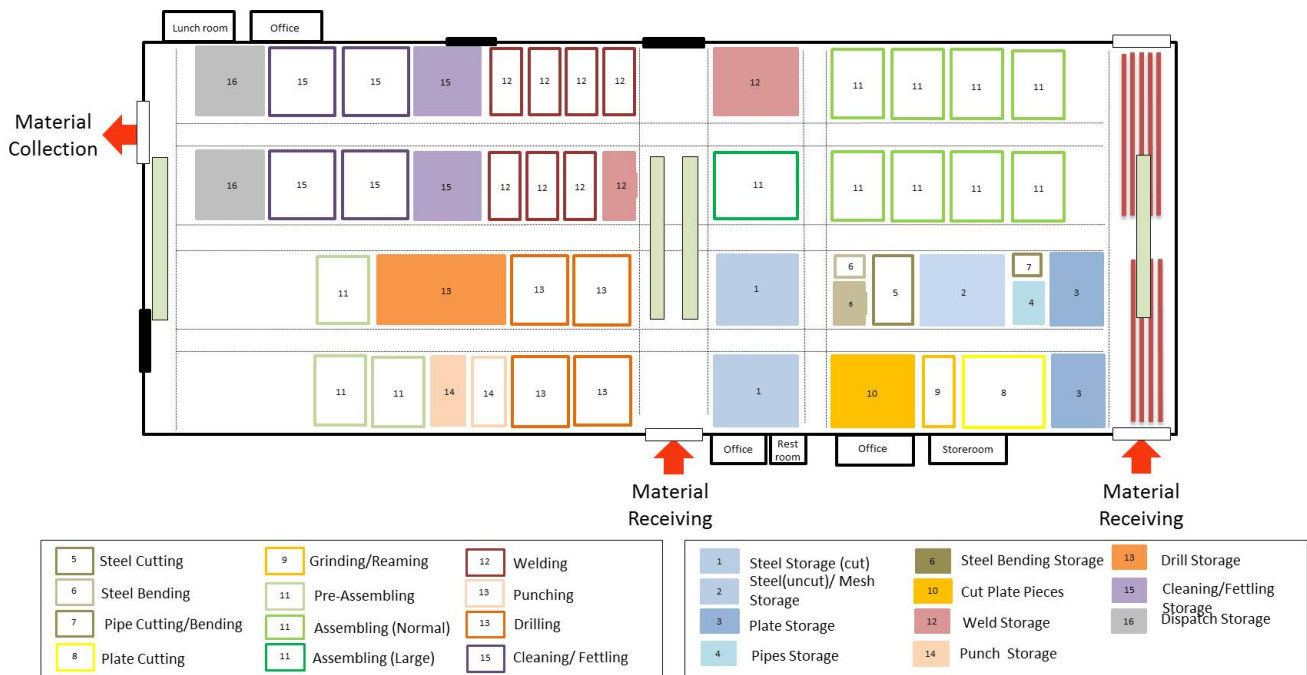 Lunch room
Office
16
15
15
15
12
12
12
12
12
11
11
11
11
Material
Collection
16
15
15
15
12
12
12
12
11
11
11
11
11
11
13
13
13
1
6
6
5
2
7
4
3
11
11
14
14
13
13
1
10
9
8
3
Office
Rest
room
Office
Storeroom
Material
Receiving
Material
Receiving
5 Steel Cutting
6 Steel Bending
7 Pipe Cutting/Bending
8 Plate Cutting
9 Grinding/Reaming
11 Pre-Assembling
11 Assembling (Normal)
11 Assembling (Large)
12 Welding
13 Punching
13 Drilling
15 Cleaning/ Fettling
1 Steel Storage (cut)
2 Steel(uncut)/ Mesh
Storage
3 Plate Storage
4 Pipes Storage
6 Steel Bending Storage
10 Cut Plate Pieces
12 Weld Storage
14 Punch Storage
13 Drill Storage
15 Cleaning/Fettling
Storage
16 Dispatch Storage